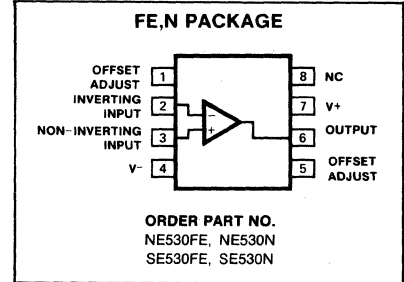 FE,N PACKAGE
OFFSET
ADJUST
1
INVERTING
INPUT
2
NON-INVERTING
INPUT
3
V-
4
-
+
8
NC
7
V+
6
OUTPUT
5
OFFSET
ADJUST
ORDER PART NO.
NE530FE, NE530N
SE530FE, SE530N